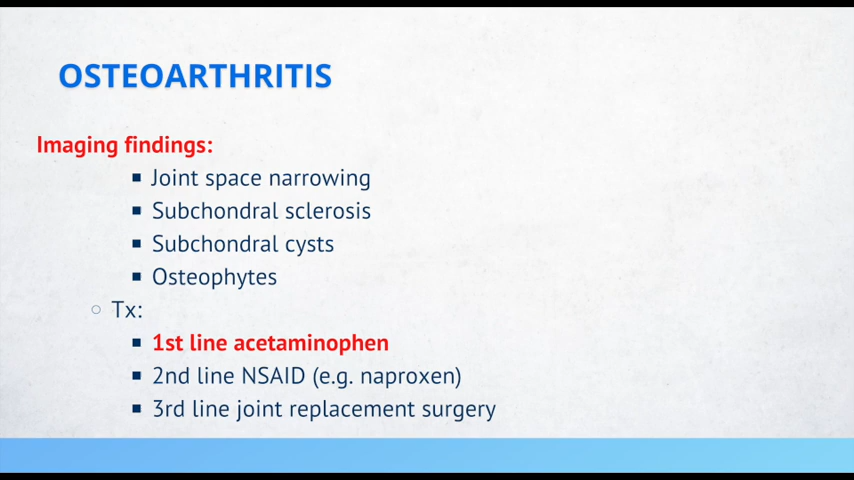 OSTEOARTHRITIS
Imaging findings:
▪ Joint space narrowing
▪ Subchondral sclerosis
▪ Subchondral cysts
▪ Osteophytes
○ Tx:
▪ 1st line acetaminophen
▪ 2nd line NSAID (e.g. naproxen)
▪ 3rd line joint replacement surgery